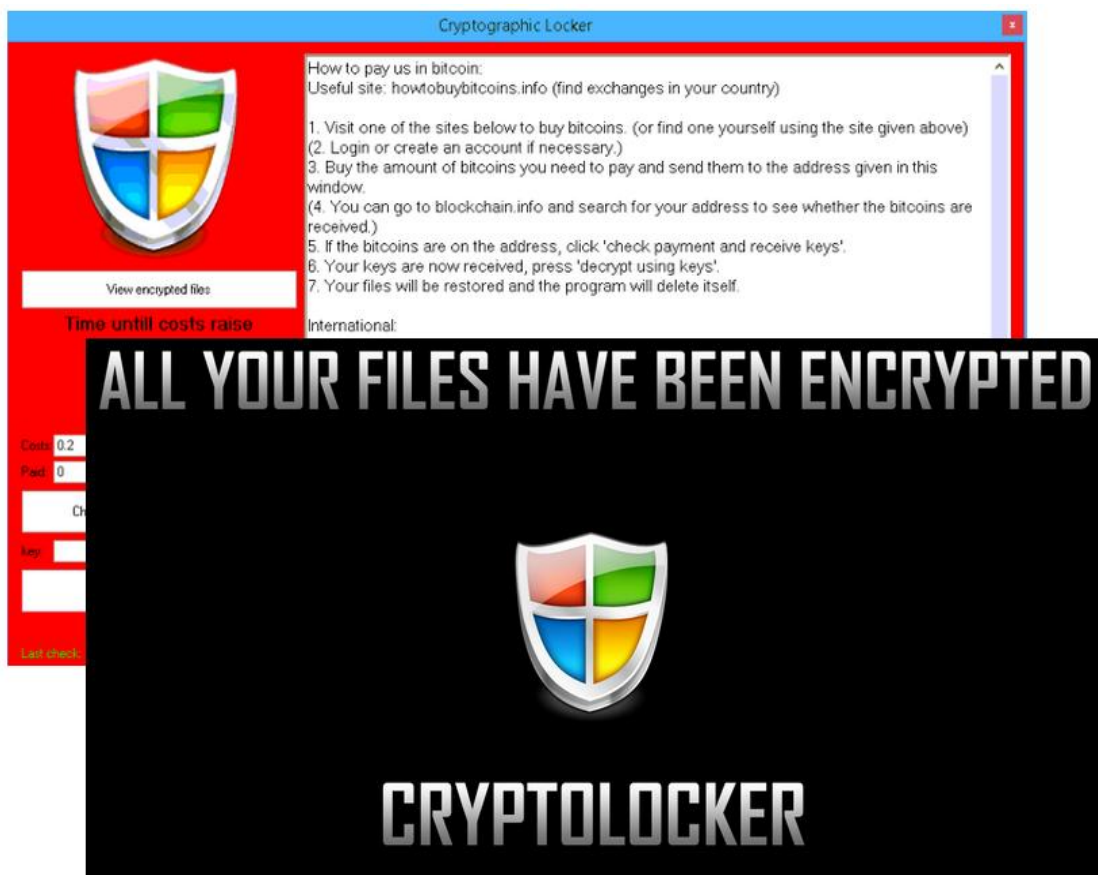 Cryptographic Locker
x
How to pay us in bitcoin:
Useful site: howtobuybitcoins.info (find exchanges in your country)
1. Visit one of the sites below to buy bitcoins. (or find one yourself using the site given above)
(2. Login or create an account if necessary.)
3. Buy the amount of bitcoins you need to pay and send them to the address given in this
window.
(4. You can go to blockchain.info and search for your address to see whether the bitcoins are
received.)
5. If the bitcoins are on the address, click 'check payment and receive keys'.
6. Your keys are now received, press 'decrypt using keys'.
7. Your files will be restored and the program will delete itself.
International:
View encrypted files
Time untill costs raise
Costs: 0.2
Paid: 0
Ch
key:
Last check:
ALL YOUR FILES HAVE BEEN ENCRYPTED
CRYPTOLOCKER